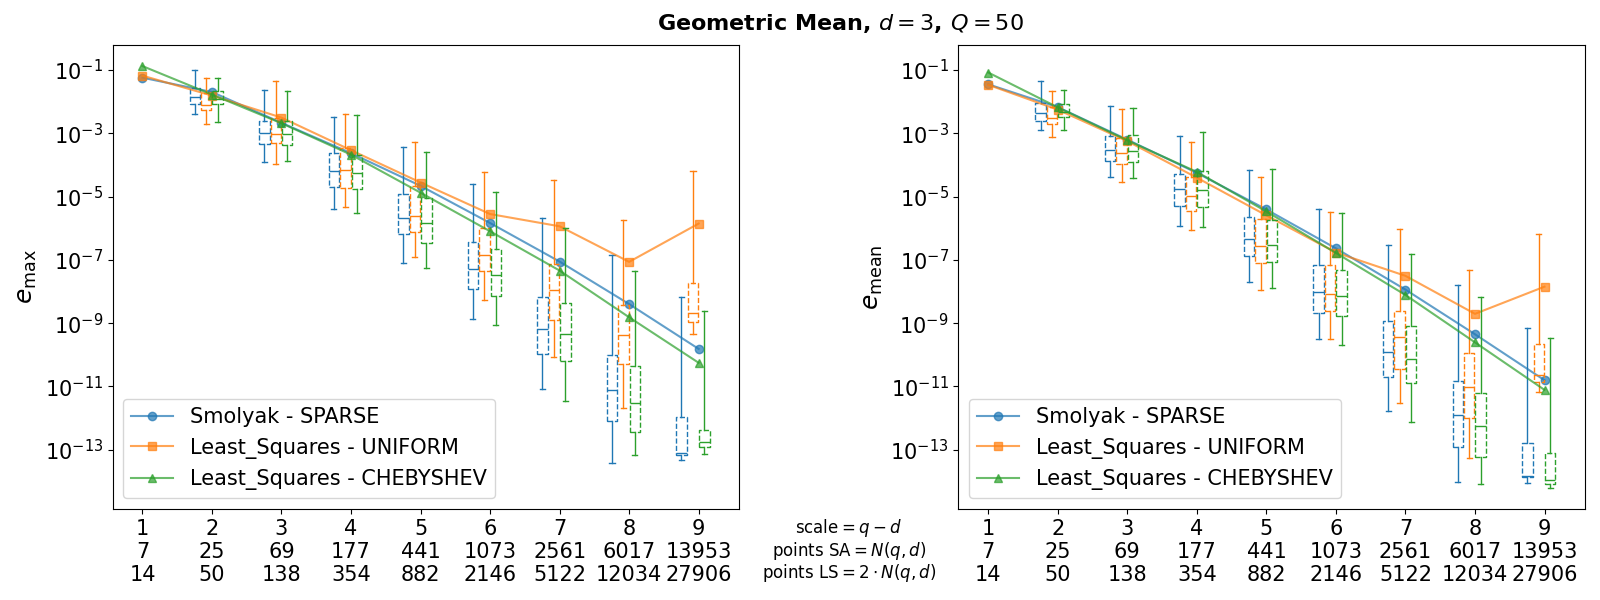 Geometric Mean, d = 3, Q = 50
e_max
10^−1
10^−3
10^−5
10^−7
10^−9
10^−11
10^−13
Smolyak - SPARSE
Least_Squares - UNIFORM
Least_Squares - CHEBYSHEV
1 2 3 4 5 6 7 8 9
7 25 69 177 441 1073 2561 6017 13953
14 50 138 354 882 2146 5122 12034 27906
scale = q − d
points SA = N(q, d)
points LS = 2 · N(q, d)
e_mean
10^−1
10^−3
10^−5
10^−7
10^−9
10^−11
10^−13
Smolyak - SPARSE
Least_Squares - UNIFORM
Least_Squares - CHEBYSHEV
1 2 3 4 5 6 7 8 9
7 25 69 177 441 1073 2561 6017 13953
14 50 138 354 882 2146 5122 12034 27906